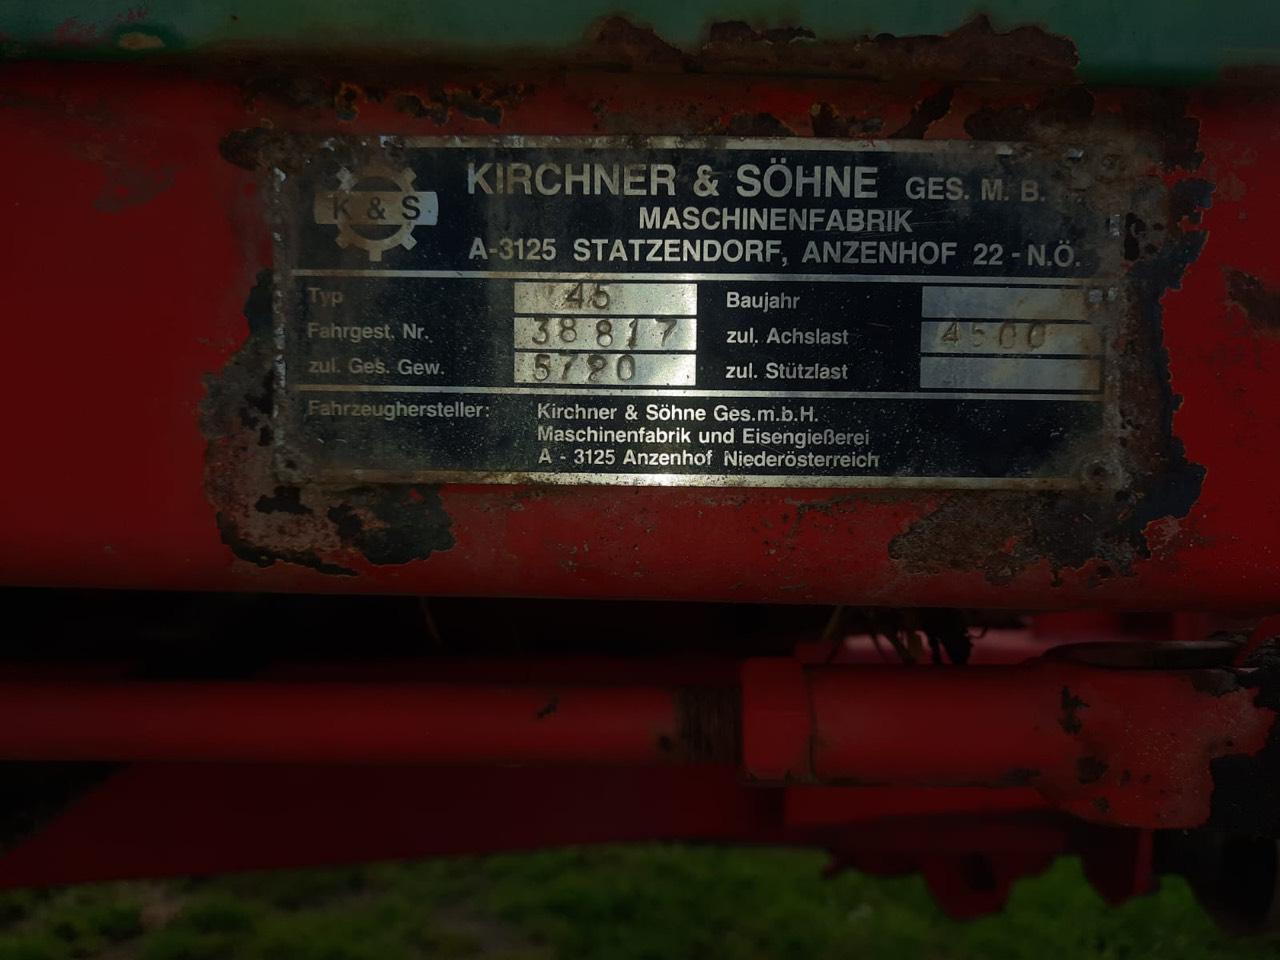 KIRCHNER & SÖHNE GES. M. B.
K & S
MASCHINENFABRIK
A-3125 STATZENDORF, ANZENHOF 22 - N.Ö.
Typ 45 Baujahr
Fahrgest. Nr. 38817 zul. Achslast 4500
zul. Ges. Gew. 5720 zul. Stützlast
Fahrzeughersteller: Kirchner & Söhne Ges.m.b.H.
Maschinenfabrik und Eisengießerei
A - 3125 Anzenhof Niederösterreich